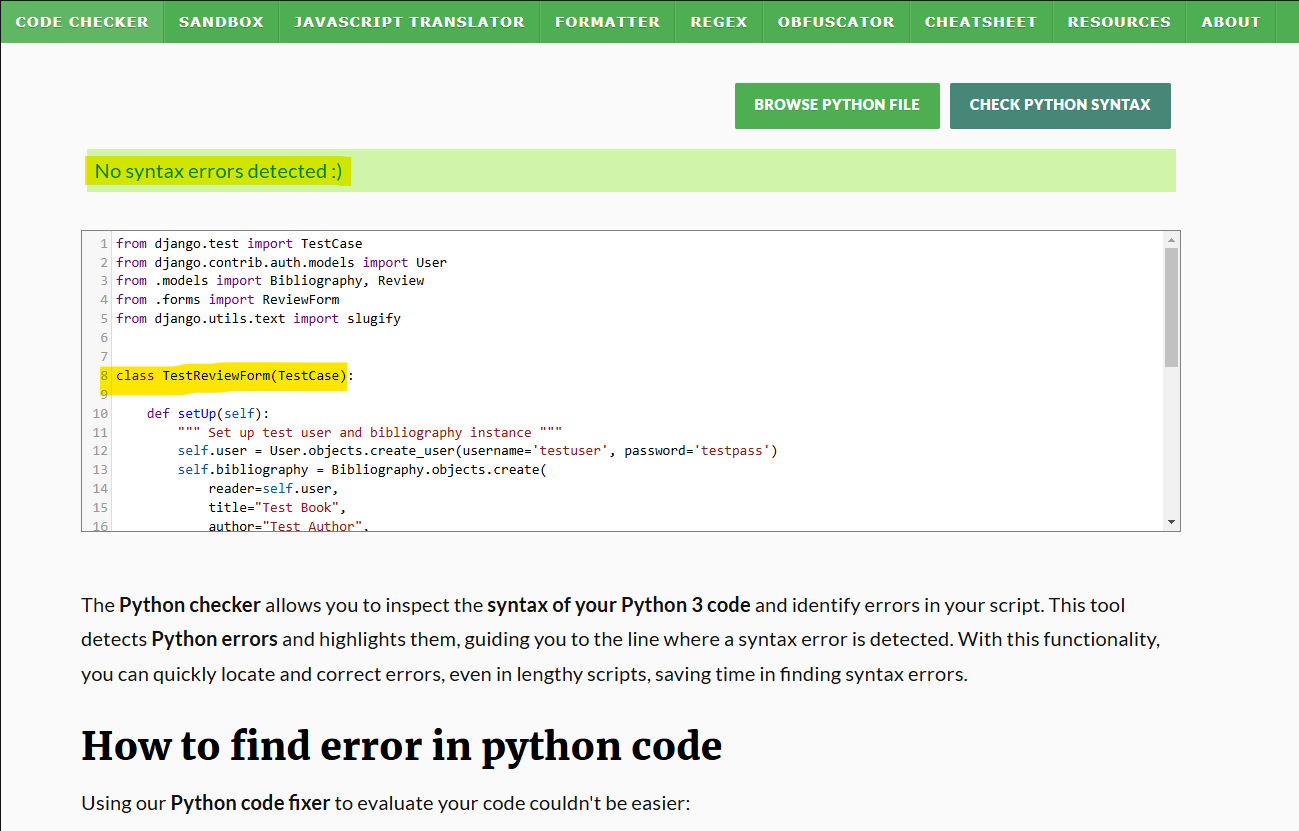 CODE CHECKER SANDBOX JAVASCRIPT TRANSLATOR FORMATTER REGEX OBFUSCATOR CHEATSHEET RESOURCES ABOUT
BROWSE PYTHON FILE CHECK PYTHON SYNTAX
No syntax errors detected :)
1 from django.test import TestCase
2 from django.contrib.auth.models import User
3 from .models import Bibliography, Review
4 from .forms import ReviewForm
5 from django.utils.text import slugify
6
7
8 class TestReviewForm(TestCase):
9
10     def setUp(self):
11         """ Set up test user and bibliography instance """
12         self.user = User.objects.create_user(username='testuser', password='testpass')
13         self.bibliography = Bibliography.objects.create(
14             reader=self.user,
15             title="Test Book",
16             author="Test Author",
The Python checker allows you to inspect the syntax of your Python 3 code and identify errors in your script. This tool
detects Python errors and highlights them, guiding you to the line where a syntax error is detected. With this functionality,
you can quickly locate and correct errors, even in lengthy scripts, saving time in finding syntax errors.
How to find error in python code
Using our Python code fixer to evaluate your code couldn't be easier: